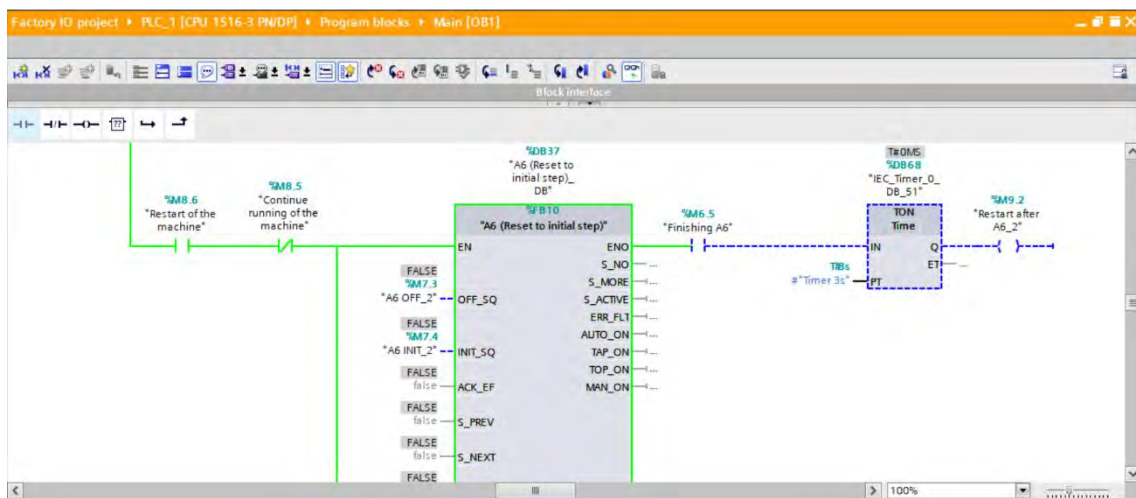 Factory IO project ▸ PLC_1 [CPU 1516-3 PN/DP] ▸ Program blocks ▸ Main [OB1]
Block interface
%DB37
"A6 (Reset to
initial step)_
DB"
T#0MS
%DB68
"IEC_Timer_0_
DB_51"
%M8.6
"Restart of the
machine"
%M8.5
"Continue
running of the
machine"
%FB10
"A6 (Reset to initial step)"
%M6.5
"Finishing A6"
TON
Time
%M9.2
"Restart after
A6_2"
EN
ENO
IN
Q
S_NO
ET
S_MORE
#"Timer 3s"
PT
FALSE
%M7.3
"A6 OFF_2"
OFF_SQ
S_ACTIVE
ERR_FLT
FALSE
%M7.4
"A6 INIT_2"
INIT_SQ
AUTO_ON
TAP_ON
FALSE
false
ACK_EF
TOP_ON
MAN_ON
FALSE
false
S_PREV
FALSE
false
S_NEXT
FALSE
100%